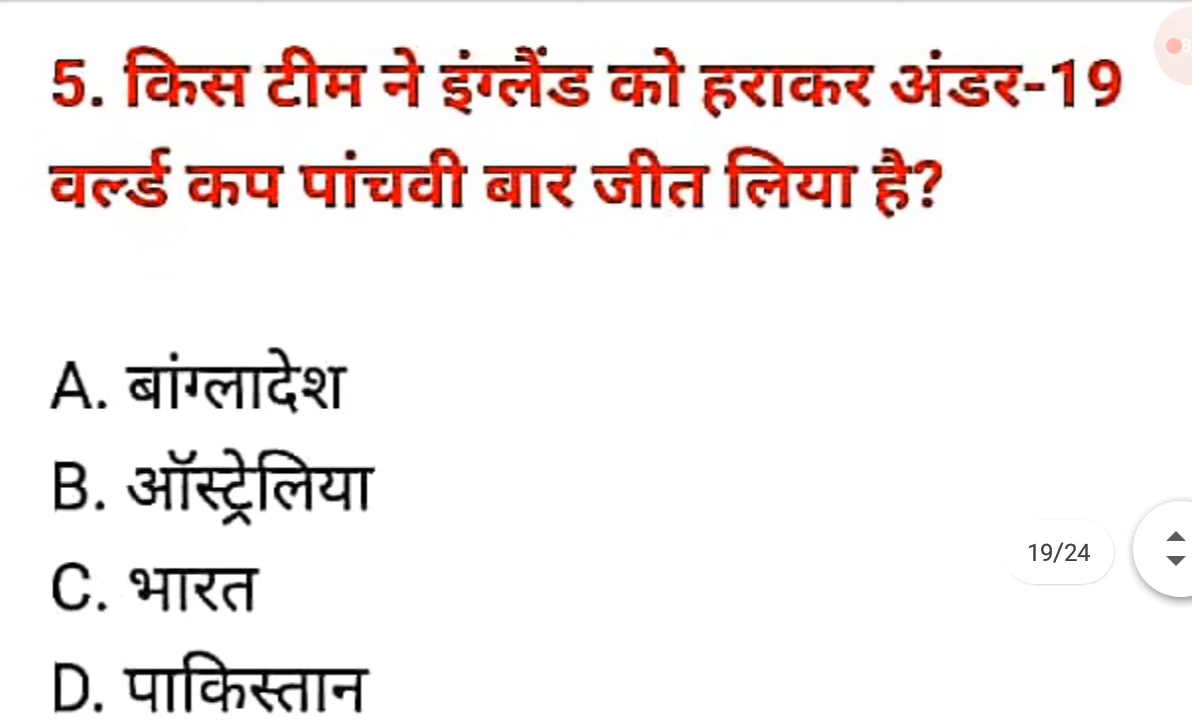 5. किस टीम ने इंग्लैंड को हराकर अंडर-19
वर्ल्ड कप पांचवी बार जीत लिया है?
A. बांग्लादेश
B. ऑस्ट्रेलिया
19/24
C. भारत
D. पाकिस्तान